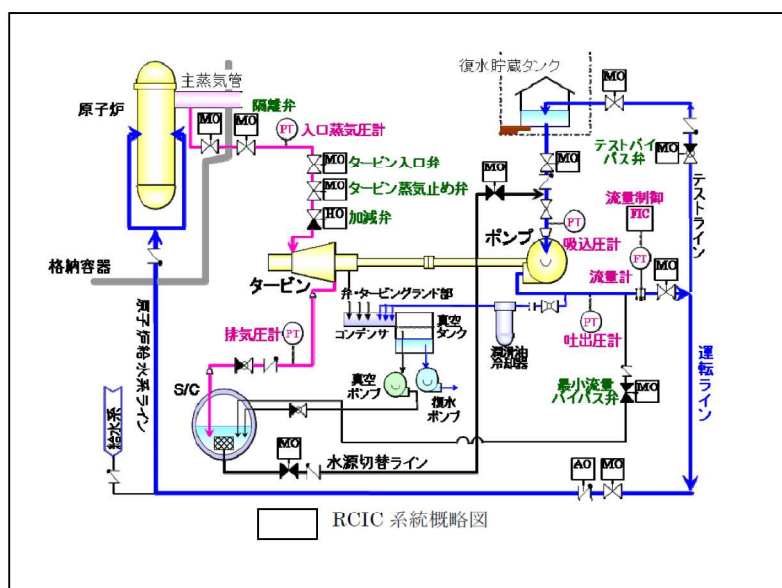 主蒸気管
復水貯蔵タンク
MO
原子炉
隔離弁
MO
MO
PT
入口蒸気圧計
テストバイ
パス弁
MO
MO
タービン入口弁
MO
MO
タービン蒸気止め弁
MO
流量制御
HO
加減弁
FIC
テストライン
ポンプ
PT
吸込圧計
FT
MO
格納容器
タービン
流量計
弁・タービングランド部
原子炉給水系ライン
排気圧計
PT
コンデンサ
真空
タンク
潤滑油
冷却器
PT
吐出圧計
運転ライン
S/C
真空
ポンプ
復水
ポンプ
最小流量
バイパス弁
MO
給水系
MO
水源切替ライン
AO
MO
RCIC 系統概略図